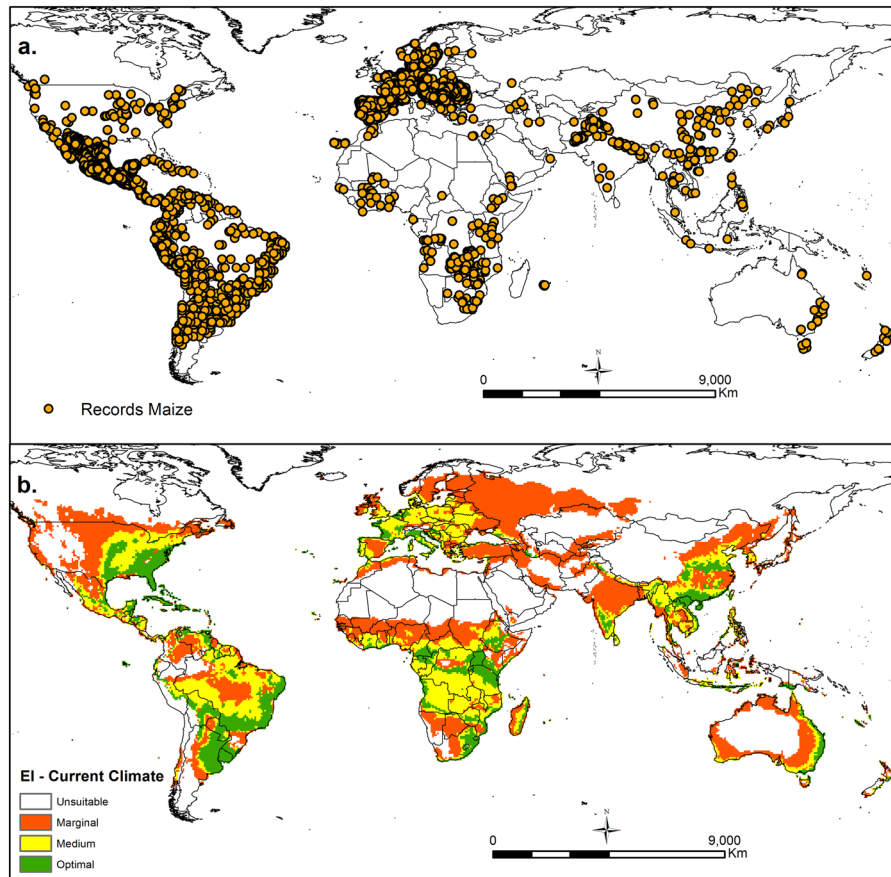 a.
N
0 9,000
Km
Records Maize
b.
EI - Current Climate
Unsuitable
Marginal
Medium
Optimal
N
0 9,000
Km